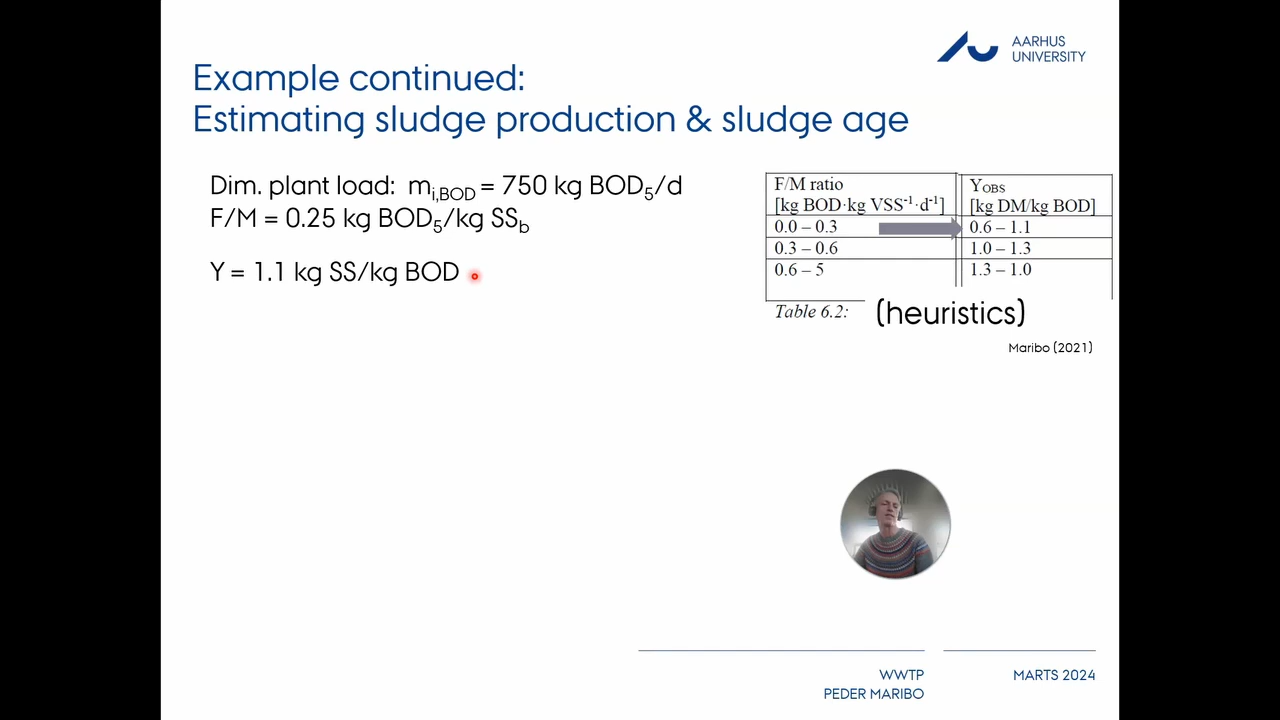 AARHUS
UNIVERSITY
Example continued:
Estimating sludge production & sludge age
Dim. plant load: m_i,BOD = 750 kg BOD₅/d
F/M = 0.25 kg BOD₅/kg SS_b
Y = 1.1 kg SS/kg BOD
F/M ratio Y_OBS
[kg BOD·kg VSS⁻¹·d⁻¹] [kg DM/kg BOD]
0.0 – 0.3 0.6 – 1.1
0.3 – 0.6 1.0 – 1.3
0.6 – 5 1.3 – 1.0
Table 6.2: (heuristics)
Maribo (2021)
WWTP MARTS 2024
PEDER MARIBO